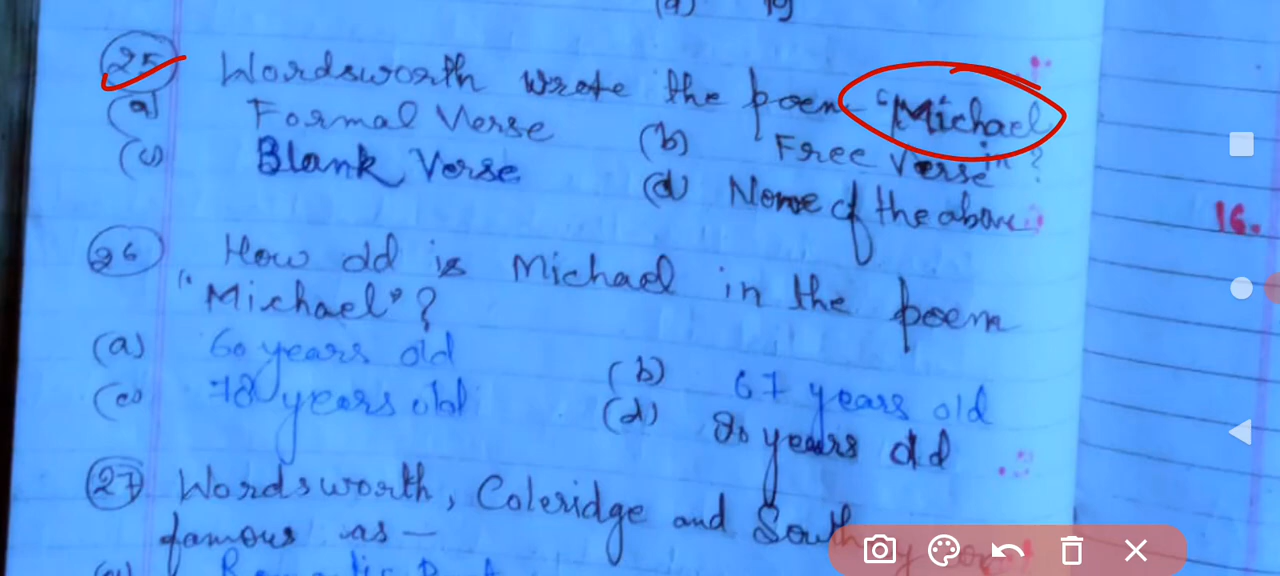 (d) 19
25 Wordsworth wrote the poem "Michael in ?
(a) Formal Verse (b) Free Verse
(c) Blank Verse (d) None of the above
26 How old is Michael in the poem
"Michael"?
(a) 60 years old (b) 67 years old
(c) 78 years old (d) 80 years old
27 Wordsworth, Coleridge and
famous as —
16.